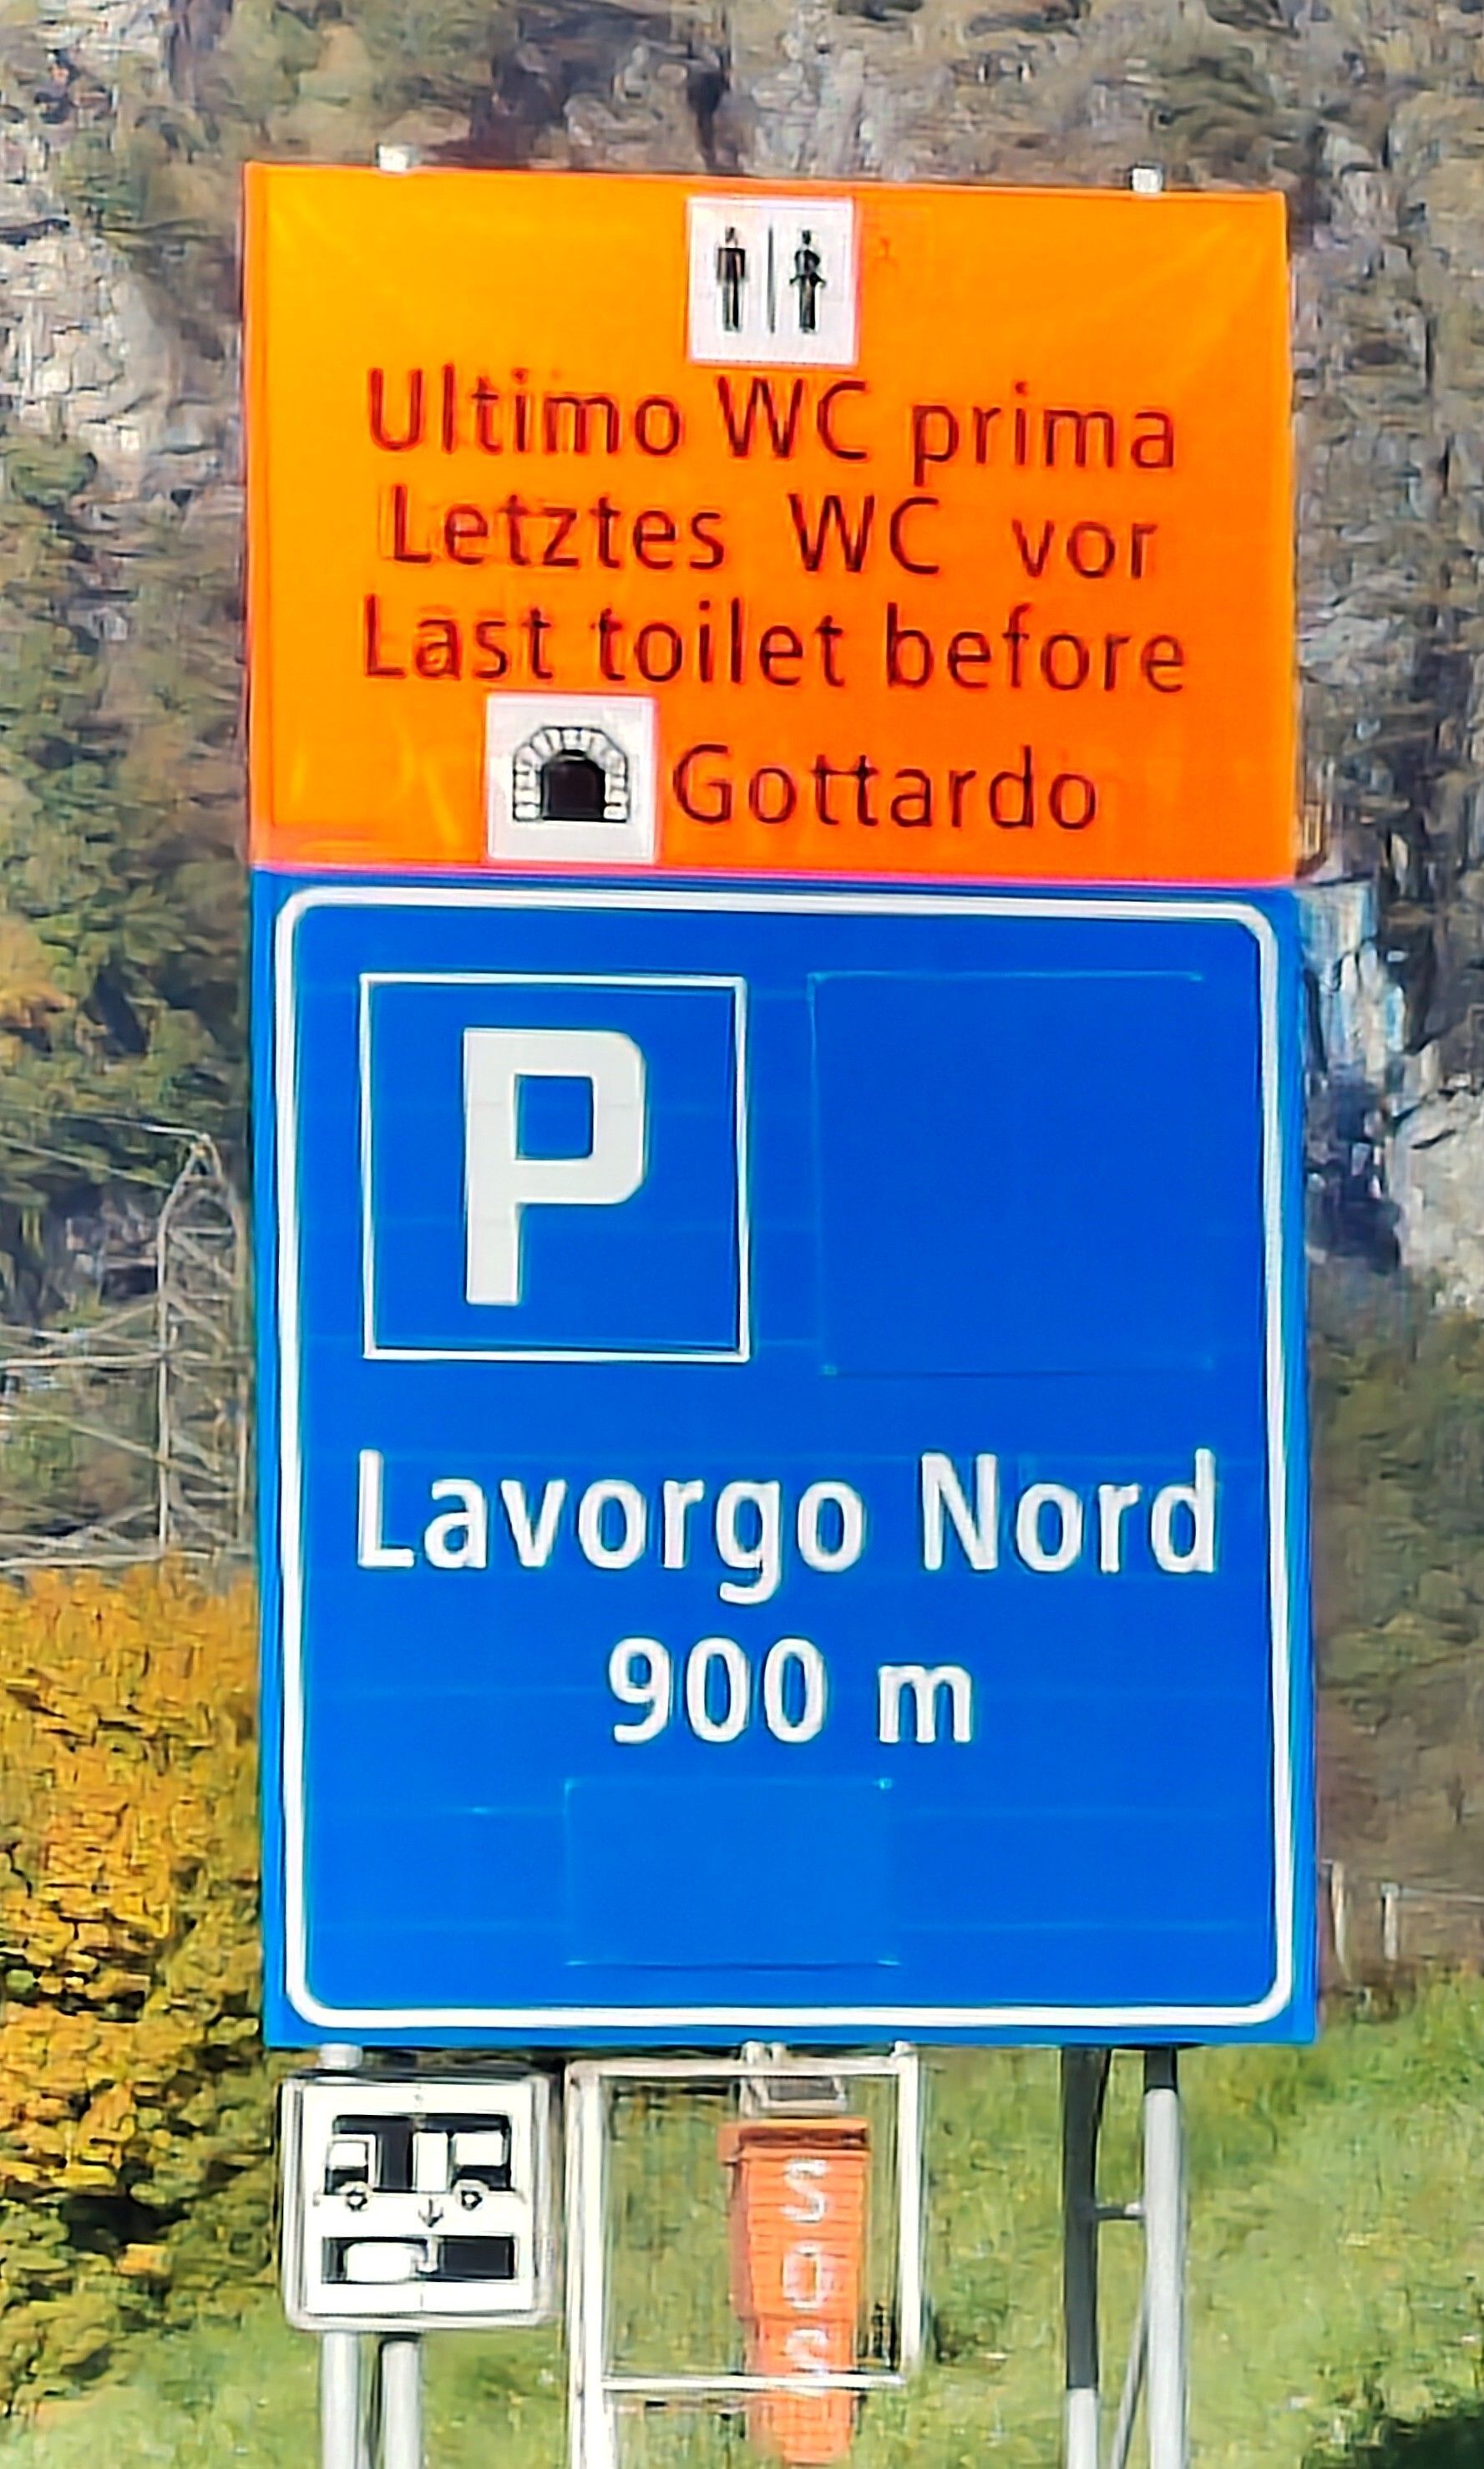 Ultimo WC prima
Letztes WC vor
Last toilet before
Gottardo
P
Lavorgo Nord
900 m
SOS